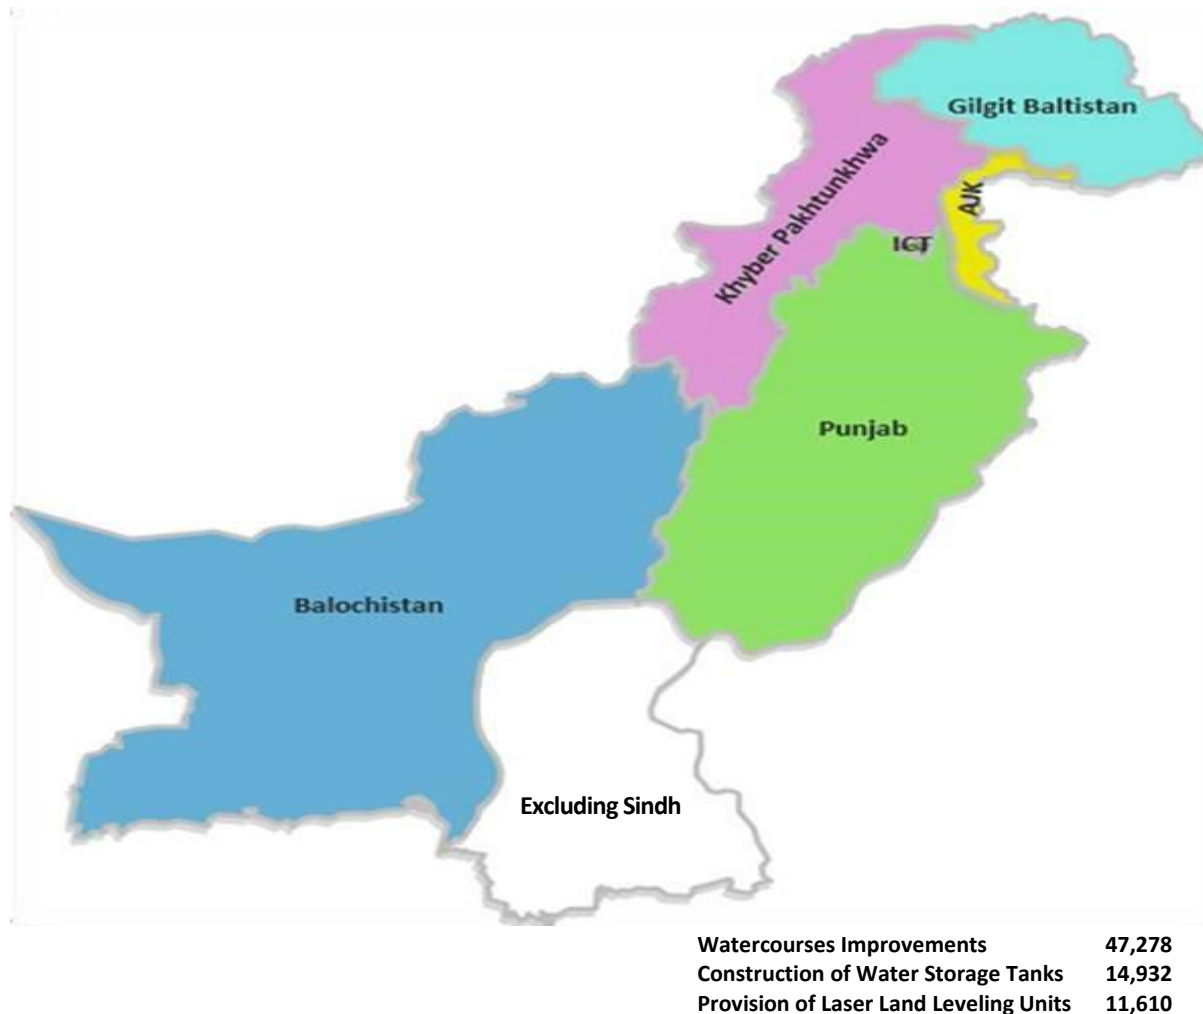 Gilgit Baltistan
Khyber Pakhtunkhwa
AJK
ICT
Punjab
Balochistan
Excluding Sindh
Watercourses Improvements 47,278
Construction of Water Storage Tanks 14,932
Provision of Laser Land Leveling Units 11,610